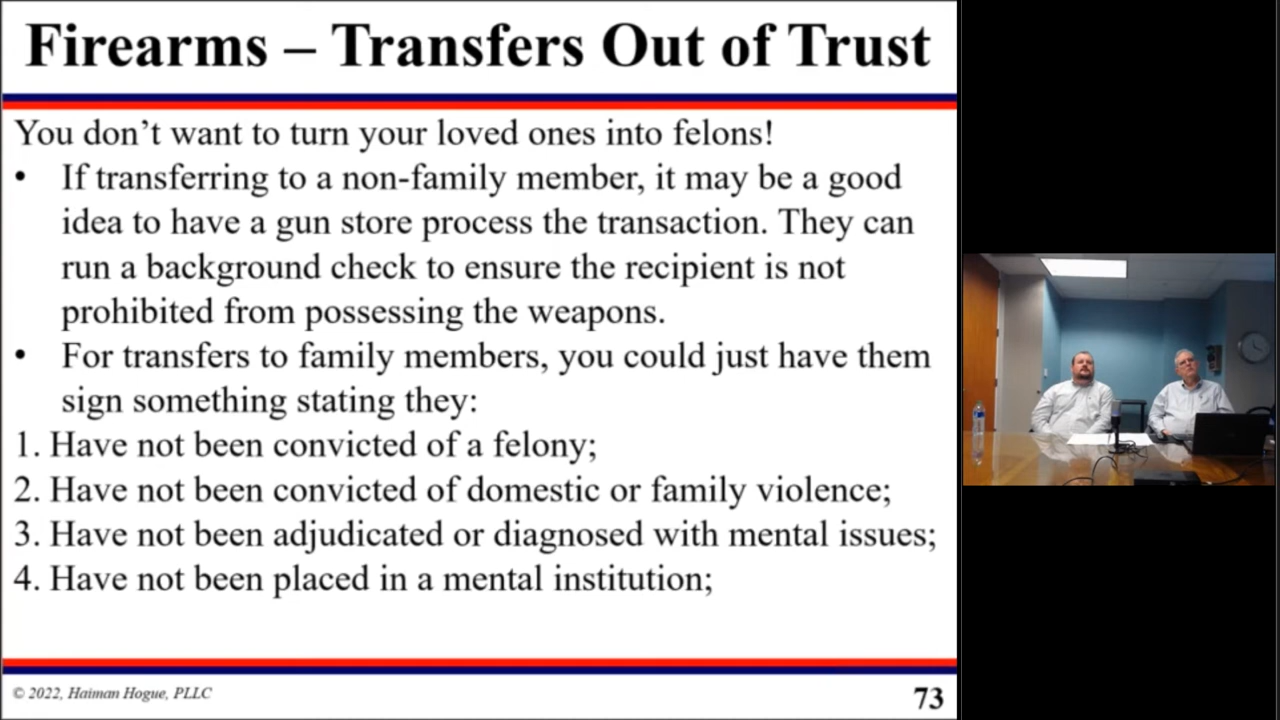 Firearms – Transfers Out of Trust
You don’t want to turn your loved ones into felons!
• If transferring to a non-family member, it may be a good
idea to have a gun store process the transaction. They can
run a background check to ensure the recipient is not
prohibited from possessing the weapons.
• For transfers to family members, you could just have them
sign something stating they:
1. Have not been convicted of a felony;
2. Have not been convicted of domestic or family violence;
3. Have not been adjudicated or diagnosed with mental issues;
4. Have not been placed in a mental institution;
© 2022, Haiman Hogue, PLLC
73